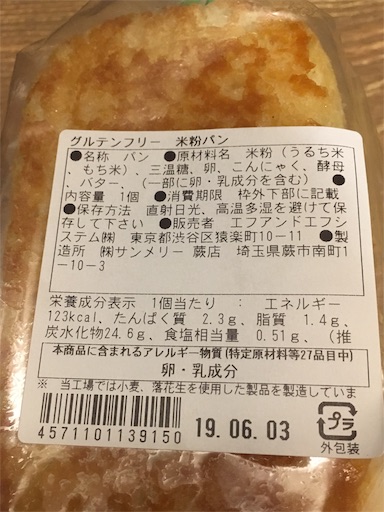 グルテンフリー 米粉パン
●名称 パン ●原材料名 米粉(うるち米
、もち米)、三温糖、卵、こんにゃく、酵母
、バター、(一部に卵・乳成分を含む) ●
内容量 1個 ●消費期限 枠外下部に記載
●保存方法 直射日光、高温多湿を避けて保
存して下さい ●販売者 エフアンドエフシ
ステム㈱ 東京都渋谷区猿楽町10-11 ●製
造所 ㈱サンメリー 蕨店 埼玉県蕨市南町1
-10-3
栄養成分表示 1個当たり : エネルギー
123kcal、たんぱく質 2.3g、脂質 1.4g、
炭水化物24.6g、食塩相当量 0.51g、(推
本商品に含まれるアレルギー物質(特定原材料等27品目中)
卵・乳成分
※ 当工場では小麦、落花生を使用した製品を製造していま
4571101139150
19.06.03
プラ
外包装